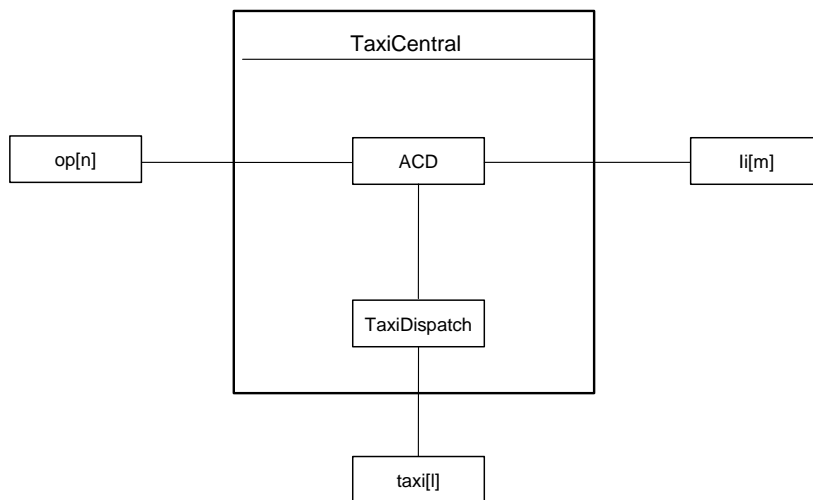 TaxiCentral
op[n]
ACD
li[m]
TaxiDispatch
taxi[l]